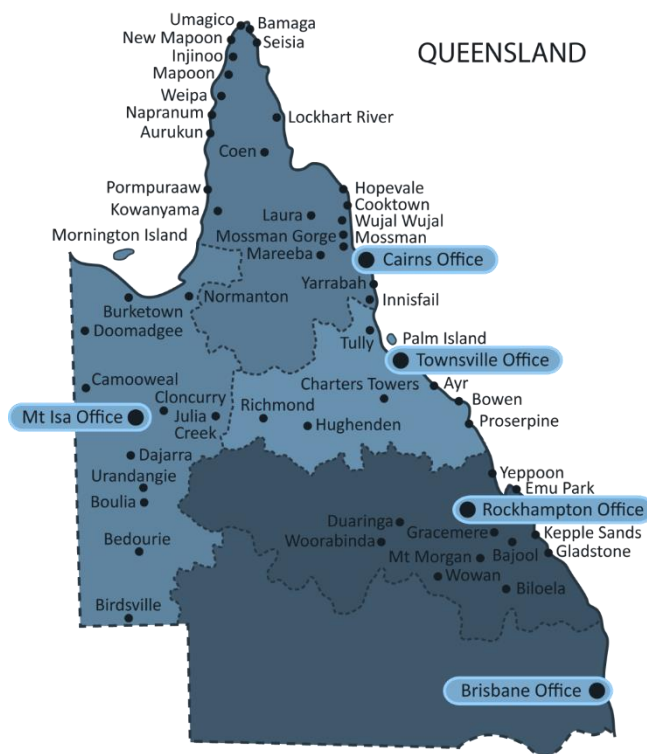 QUEENSLAND
Umagico
Bamaga
New Mapoon
Seisia
Injinoo
Mapoon
Weipa
Napranum
Lockhart River
Aurukun
Coen
Pormpuraaw
Hopevale
Kowanyama
Cooktown
Laura
Wujal Wujal
Mornington Island
Mossman Gorge
Mossman
Mareeba
Cairns Office
Yarrabah
Burketown
Normanton
Innisfail
Doomadgee
Tully
Palm Island
Townsville Office
Camooweal
Charters Towers
Ayr
Cloncurry
Bowen
Mt Isa Office
Julia
Creek
Richmond
Hughenden
Proserpine
Dajarra
Urandangie
Yeppoon
Boulia
Emu Park
Rockhampton Office
Duaringa
Gracemere
Kepple Sands
Woorabinda
Bedourie
Mt Morgan
Bajool
Gladstone
Wowan
Biloela
Birdsville
Brisbane Office